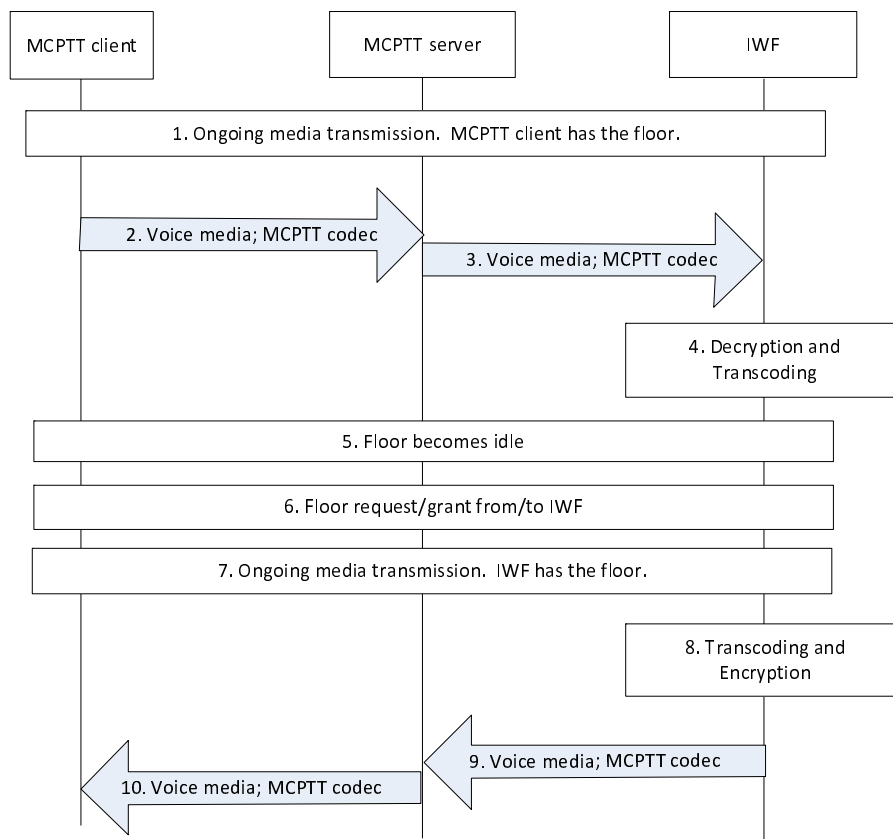 MCPTT client
MCPTT server
IWF
1. Ongoing media transmission. MCPTT client has the floor.
2. Voice media; MCPTT codec
3. Voice media; MCPTT codec
4. Decryption and
Transcoding
5. Floor becomes idle
6. Floor request/grant from/to IWF
7. Ongoing media transmission. IWF has the floor.
8. Transcoding and
Encryption
9. Voice media; MCPTT codec
10. Voice media; MCPTT codec